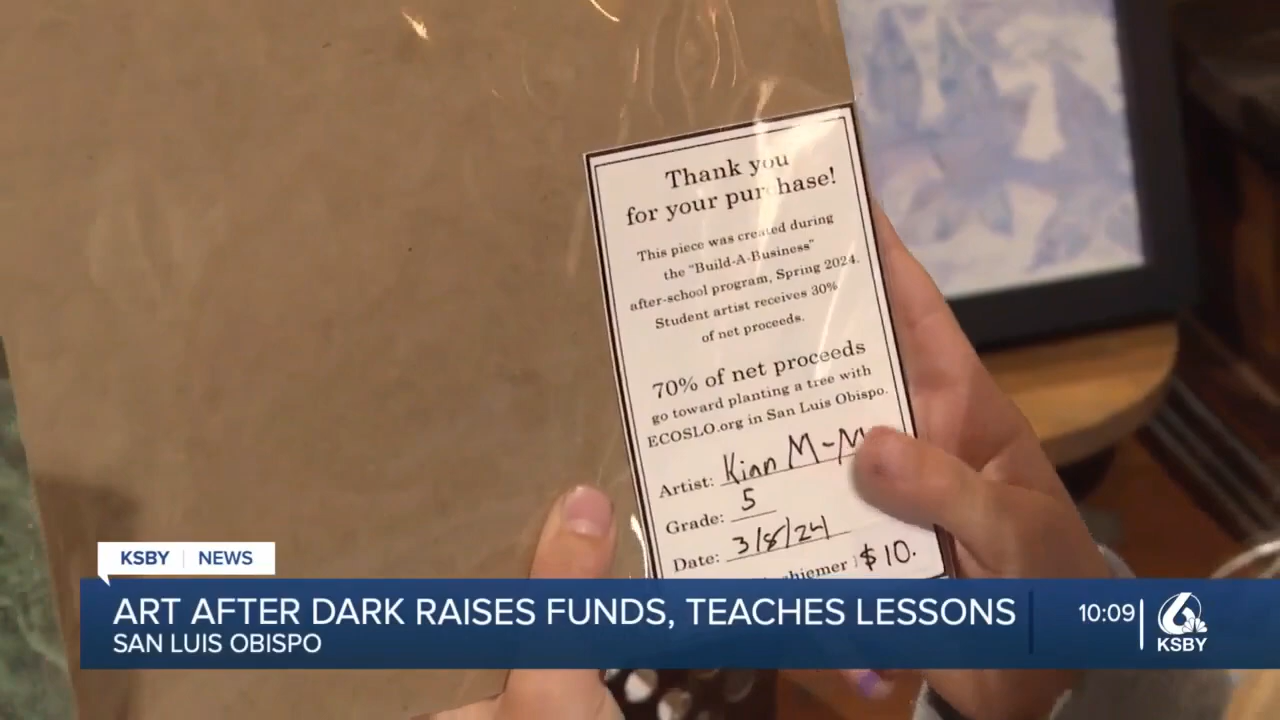 Thank you
for your purchase!
This piece was created during
the "Build-A-Business"
after-school program, Spring 2024.
Student artist receives 30%
of net proceeds.
70% of net proceeds
go toward planting a tree with
ECOSLO.org in San Luis Obispo.
Artist: Kian M-M
Grade: 5
Date: 3/8/24
$10.
KSBY NEWS
ART AFTER DARK RAISES FUNDS, TEACHES LESSONS
SAN LUIS OBISPO
10:09
6
KSBY